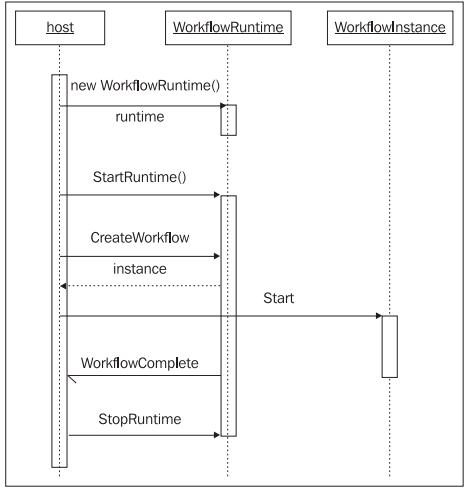 host
WorkflowRuntime
WorkflowInstance
new WorkflowRuntime()
runtime
StartRuntime()
CreateWorkflow
instance
Start
WorkflowComplete
StopRuntime